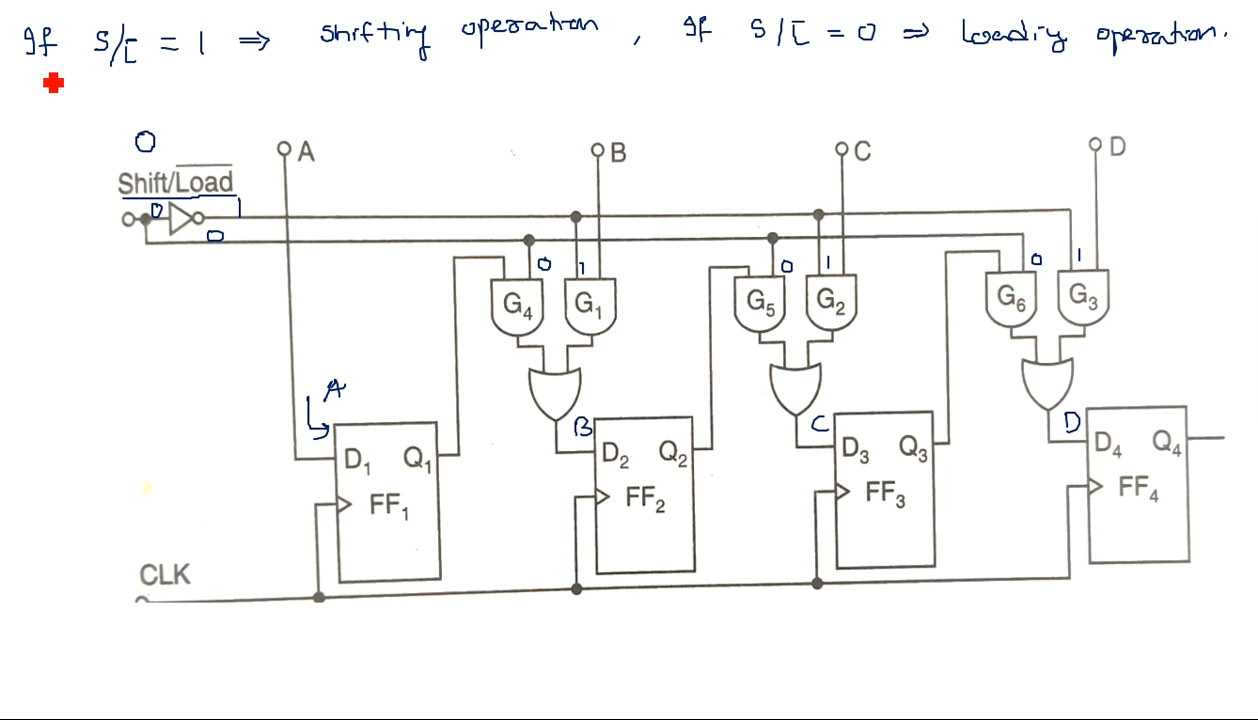 If S/L̅ = 1 ⇒ shifting operation, If S/L̅ = 0 ⇒ Loading operation.
0
A B C D
Shift/L̅o̅a̅d̅
0 1
0
0 1 0 1 0 1
G₄ G₁ G₅ G₂ G₆ G₃
A
B C D
D₁ Q₁ D₂ Q₂ D₃ Q₃ D₄ Q₄
FF₁ FF₂ FF₃ FF₄
CLK